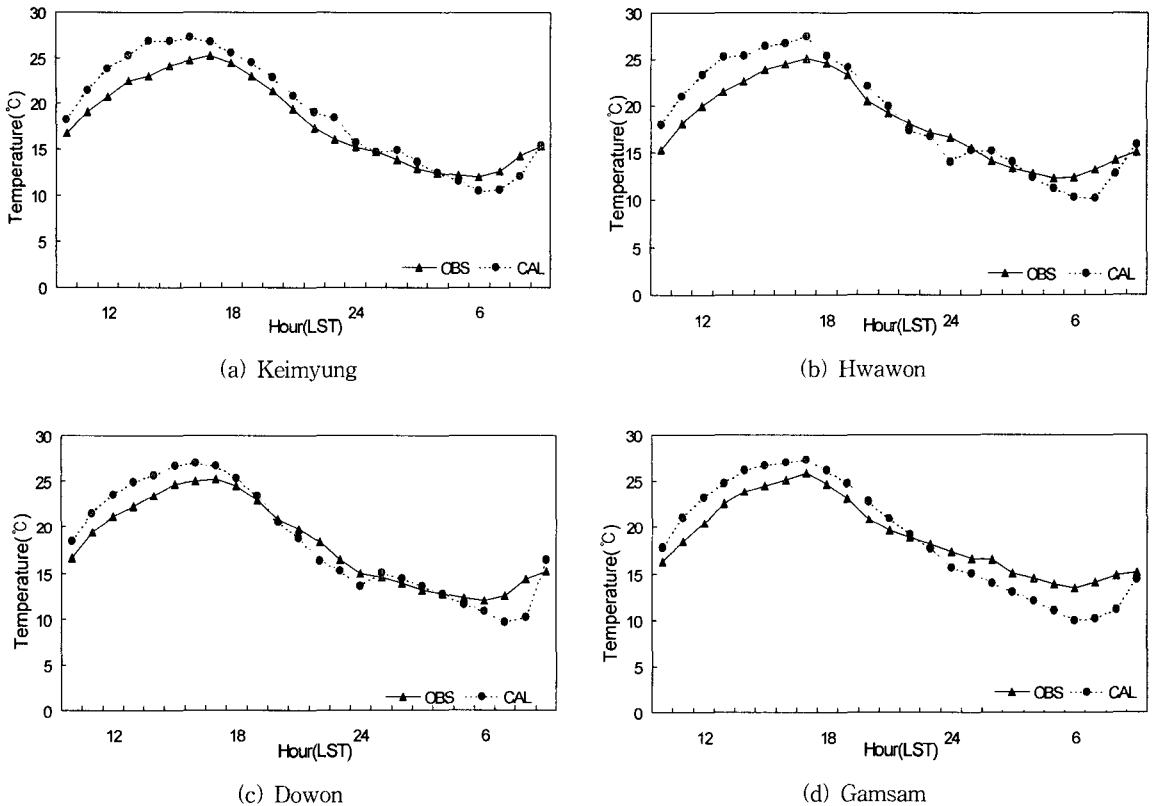 30
25
20
15
10
5
0
Temperature(℃)
OBS CAL
12 18 24 6
Hour(LST)
(a) Keimyung
30
25
20
15
10
5
0
Temperature(℃)
OBS CAL
12 18 24 6
Hour(LST)
(b) Hwawon
30
25
20
15
10
5
0
Temperature(℃)
OBS CAL
12 18 24 6
Hour(LST)
(c) Dowon
30
25
20
15
10
5
0
Temperature(℃)
OBS CAL
12 18 24 6
Hour(LST)
(d) Gamsam